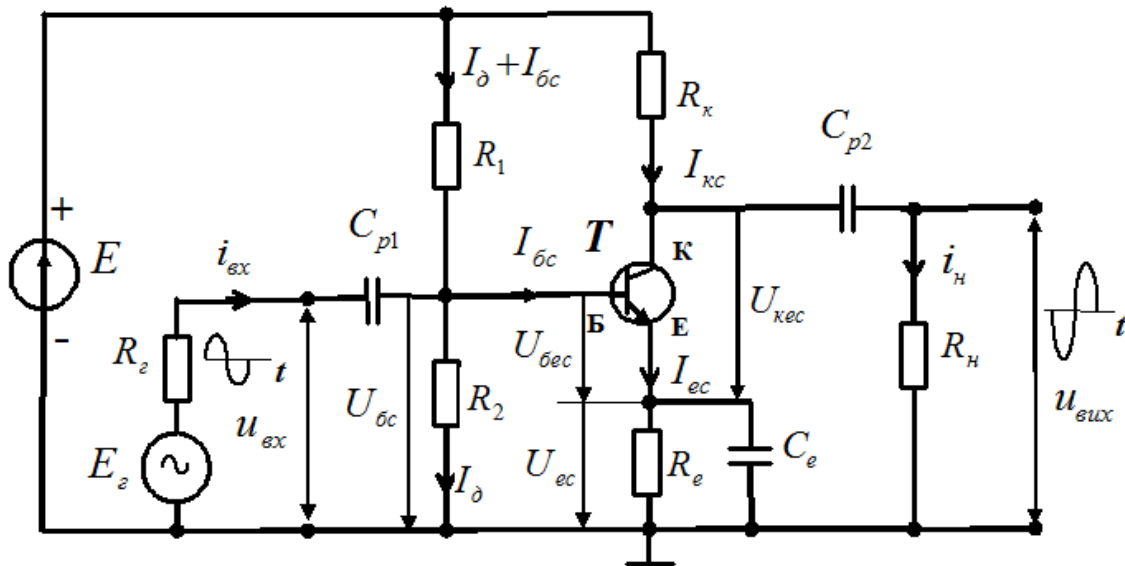 I_д + I_бс
R_к
C_р2
R_1
I_кс
C_р1
T
К
+
E
i_вх
I_бс
i_н
U_кес
-
Б
Е
R_г
t
U_бес
R_н
t
I_ес
U_бс
R_2
u_вх
u_вих
E_г
I_д
U_ес
R_е
C_е